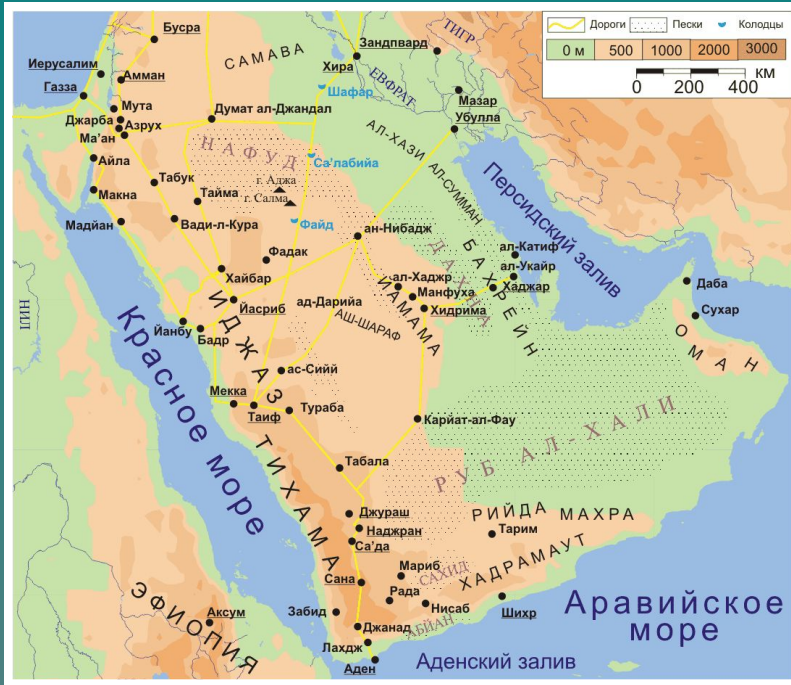 Дороги Пески Колодцы
0 м 500 1000 2000 3000
0 200 400 КМ
Бусра
Зандпвард
ТИГР
САМАВА
Хира
Иерусалим
Амман
ЕВФРАТ
Шафар
Газза
Мазар
Мута
Думат ал-Джандал
Джарба
Азрух
Убулла
Ма'ан
АЛ-ХАЗИ
НАФУД
Айла
Са'лабийа
АЛ-СУММАН
Табук
г. Аджа
Персидский залив
Макна
Тайма
г. Салма
Мадийан
Вади-л-Кура
Файд
ан-Нибадж
ДАХНА
БАХРЕЙН
ал-Катиф
Фадак
ал-Укайр
Хайбар
ал-Хаджр
Даба
ИАМАМА
Манфуха
Хаджар
НИЛ
ИДЖАЗ
Йасриб
ад-Дарийа
Хидрима
Сухар
АШ-ШАРАФ
Йанбу
Бадр
ОМАН
Красное море
ас-Сийй
Мекка
Таиф
Тураба
Карйат-ал-Фау
ТИХАМА
РУБ АЛ-ХАЛИ
Табала
Джураш
РИЙДА МАХРА
Наджран
Тарим
Са'да
ХАДРАМАУТ
Мариб
САХИД
Сана
ЭФИОПИЯ
Рада
Аксум
Забид
Нисаб
Шихр
Аравийское
море
Джанад
АБЙАН
Лахдж
Аден
Аденский залив